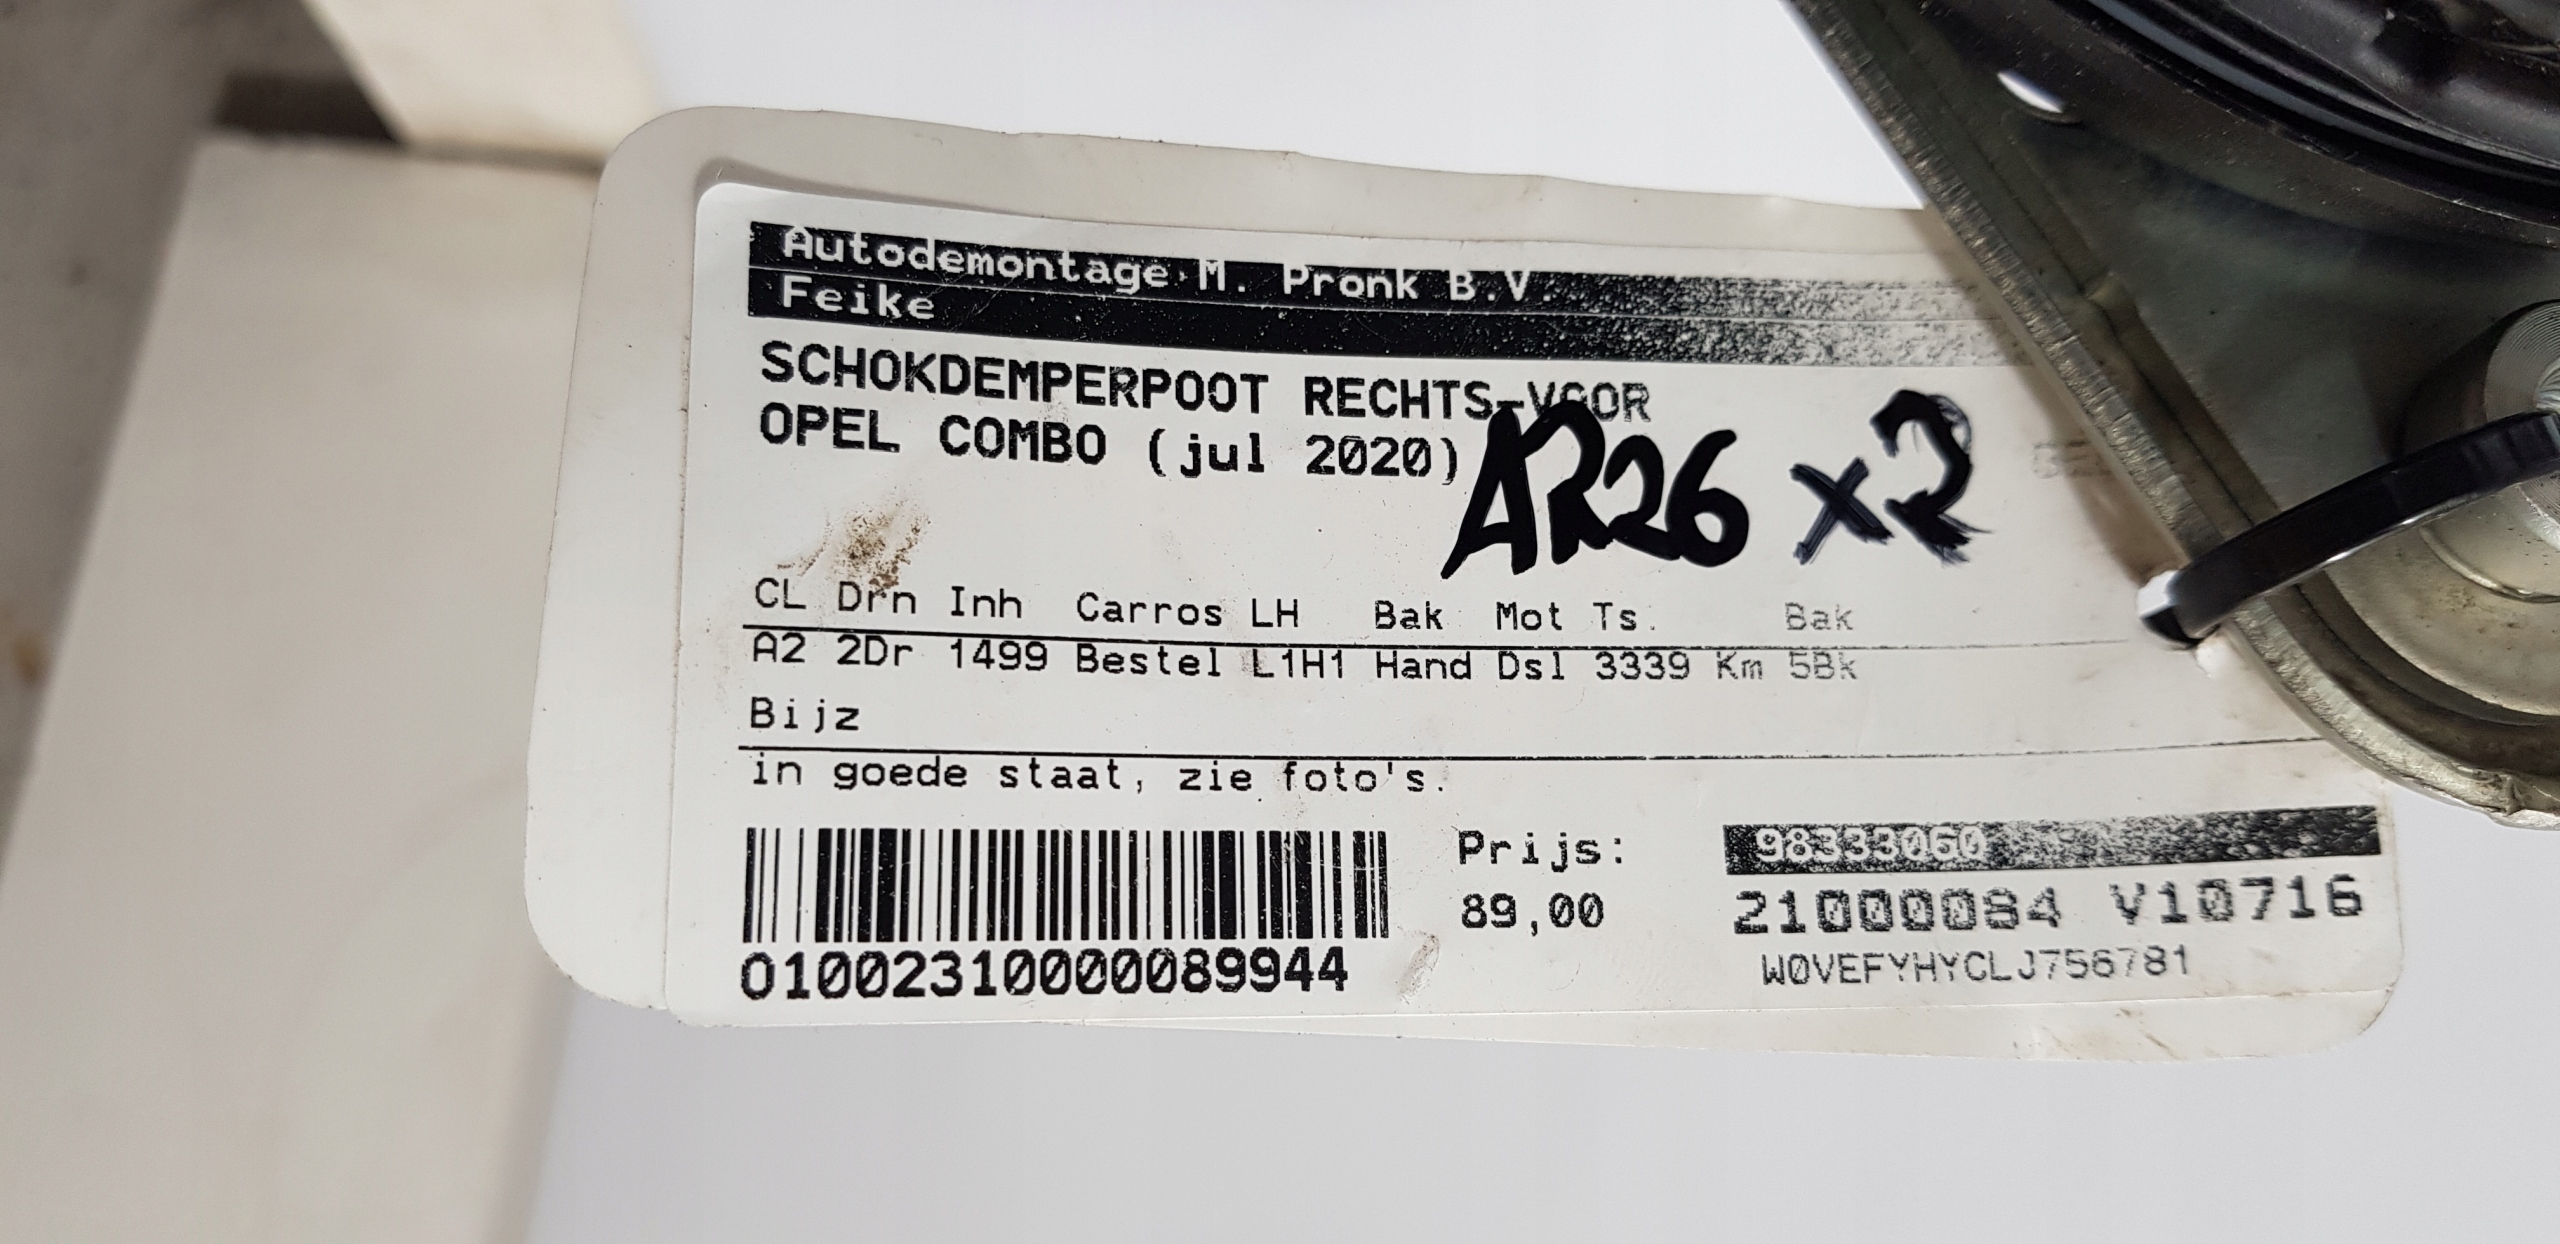 Autodemontage M. Pronk B.V.
Feike
SCHOKDEMPERPOOT RECHTS-VOOR
OPEL COMBO (jul 2020)
AR26 x2
CL Drn Inh Carros LH Bak Mot Ts. Bak
A2 2Dr 1499 Bestel L1H1 Hand Dsl 3339 Km 5Bk
Bijz
in goede staat, zie foto's.
Prijs:
89,00
98333060
21000084 V10716
W0VEFYHYCLJ756781
01002310000089944